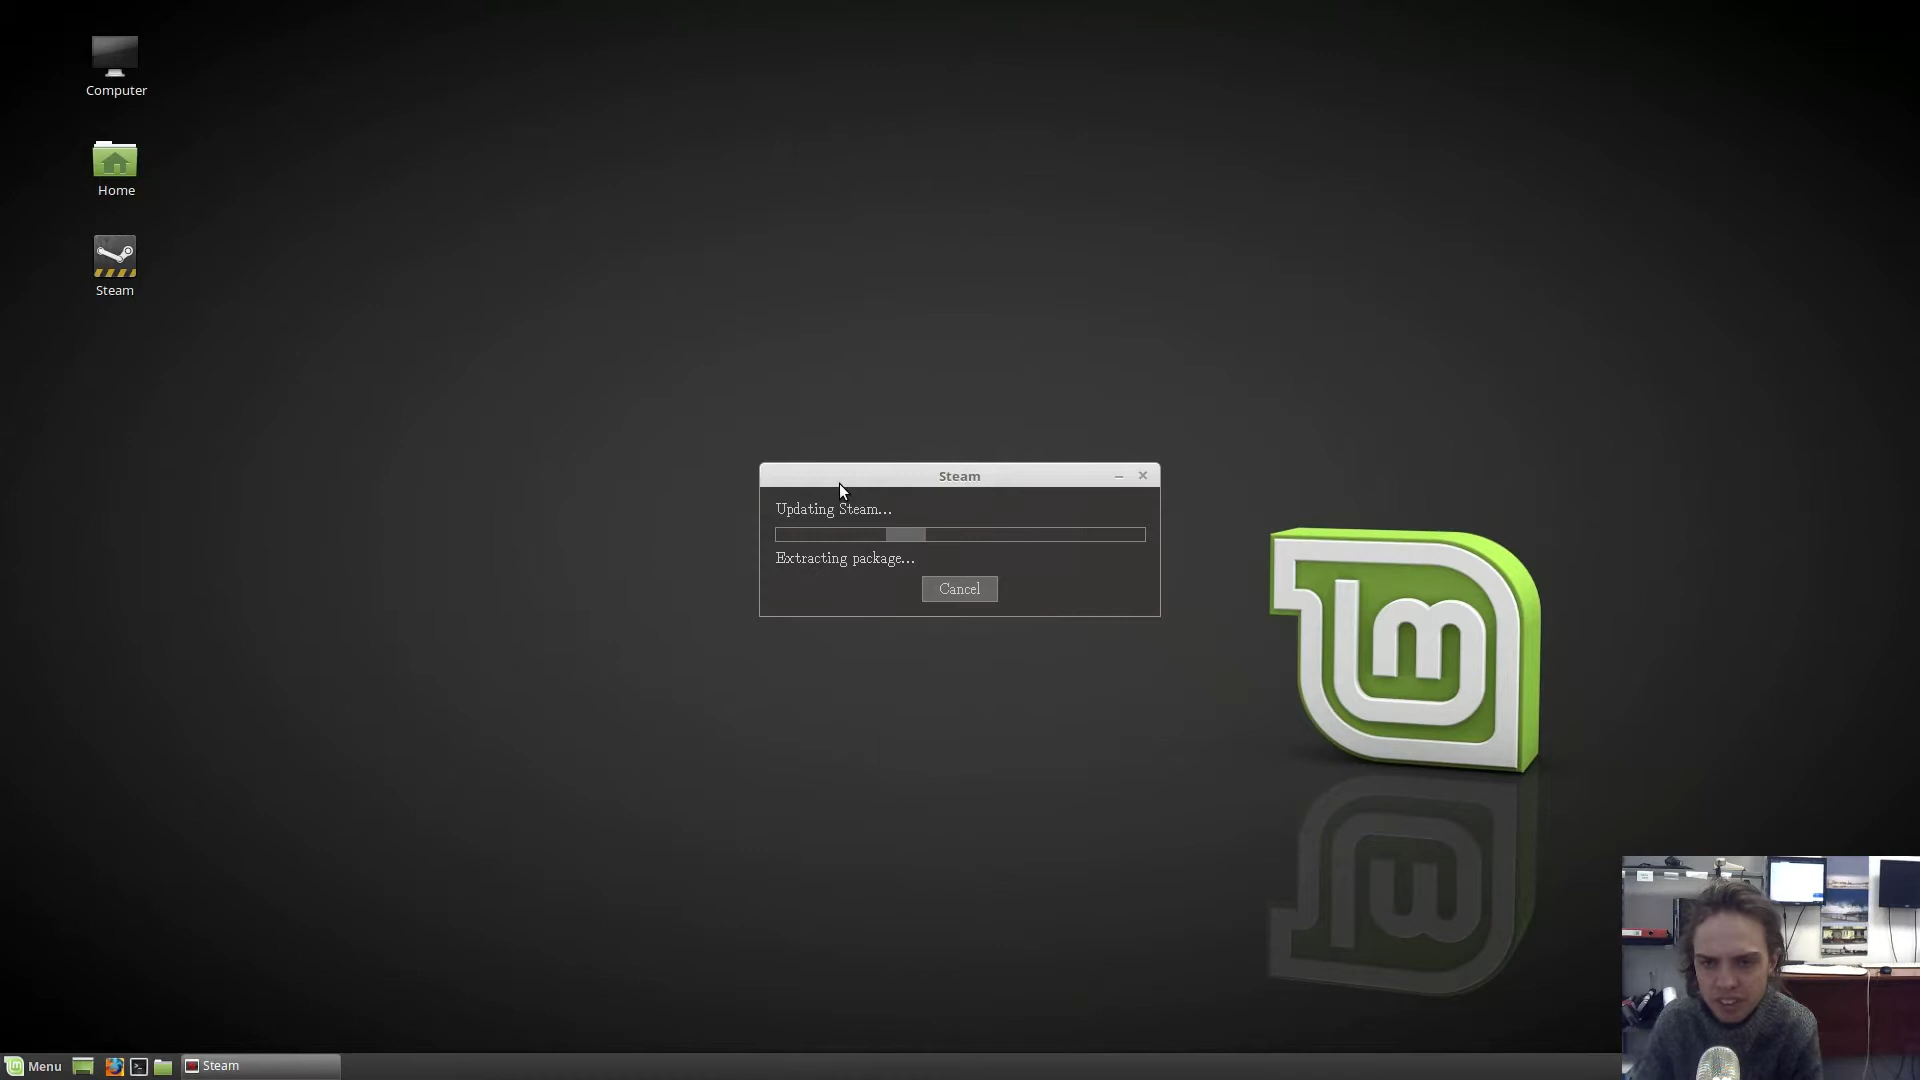 Computer
Home
Steam
Steam
Updating Steam...
Extracting package...
Cancel
Menu
Steam